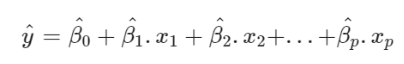 ŷ = β̂₀ + β̂₁. x₁ + β̂₂. x₂+. . . +β̂ₚ. xₚ